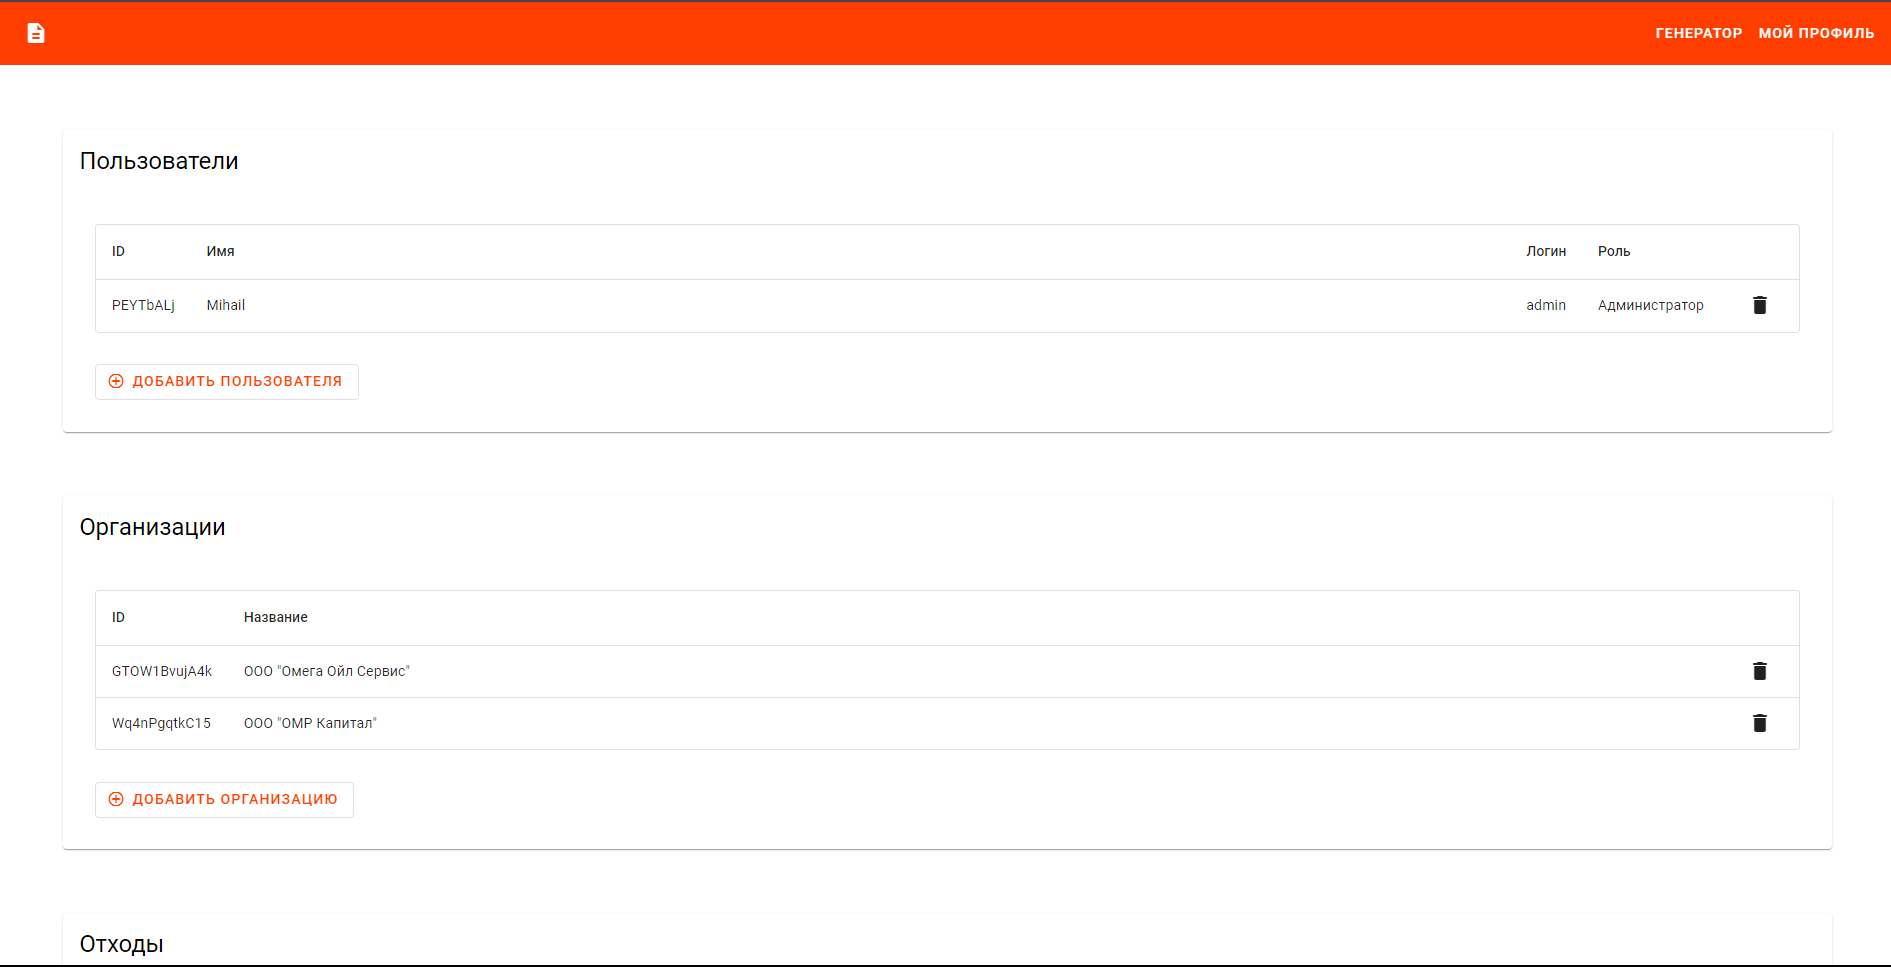 ГЕНЕРАТОР МОЙ ПРОФИЛЬ
Пользователи
ID Имя Логин Роль
PEYTbALj Mihail admin Администратор
ДОБАВИТЬ ПОЛЬЗОВАТЕЛЯ
Организации
ID Название
GTOW1BvujA4k ООО "Омега Ойл Сервис"
Wq4nPgqtkC15 ООО "ОМР Капитал"
ДОБАВИТЬ ОРГАНИЗАЦИЮ
Отходы